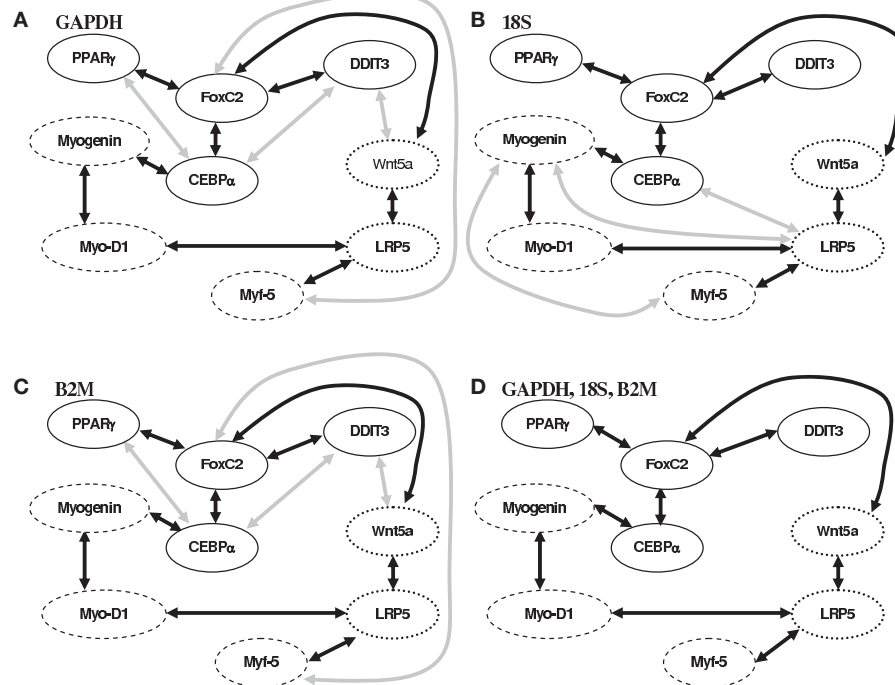 A GAPDH
PPARγ
DDIT3
FoxC2
Myogenin
Wnt5a
CEBPα
Myo-D1
LRP5
Myf-5
B 18S
PPARγ
DDIT3
FoxC2
Myogenin
Wnt5a
CEBPα
Myo-D1
LRP5
Myf-5
C B2M
PPARγ
DDIT3
FoxC2
Myogenin
Wnt5a
CEBPα
Myo-D1
LRP5
Myf-5
D GAPDH, 18S, B2M
PPARγ
DDIT3
FoxC2
Myogenin
Wnt5a
CEBPα
Myo-D1
LRP5
Myf-5